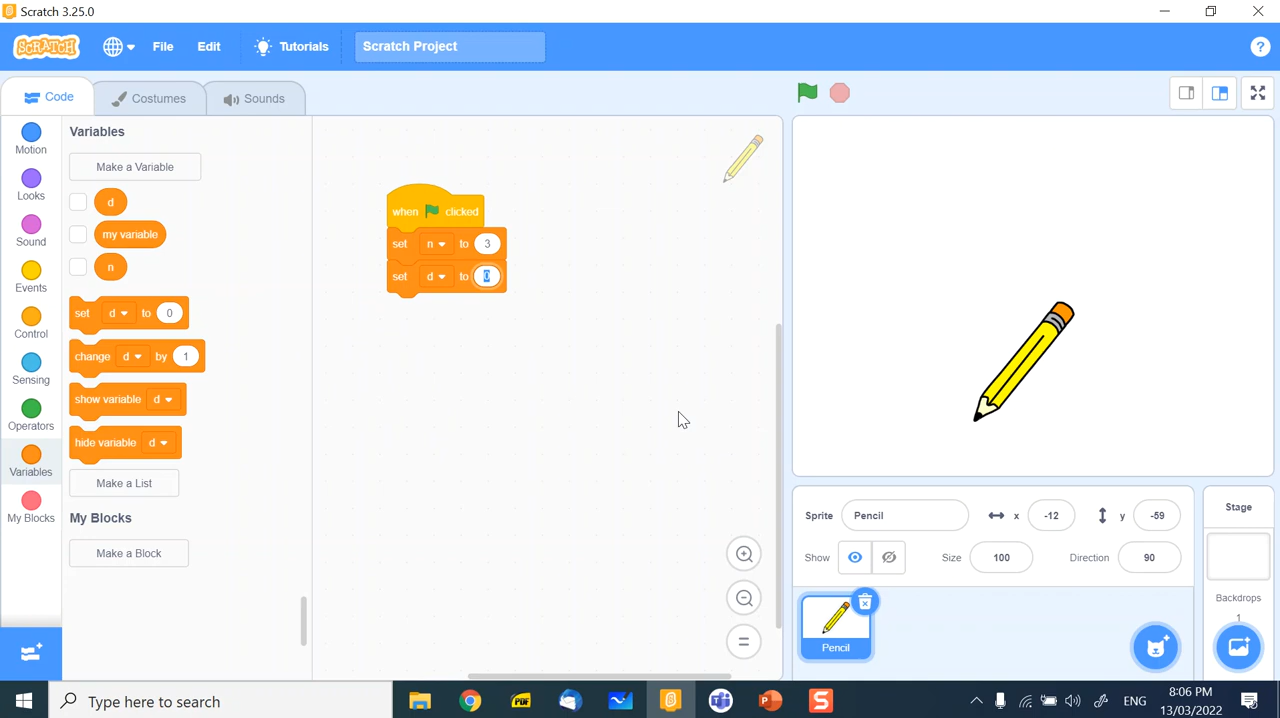 Scratch 3.25.0
SCRATCH File Edit Tutorials Scratch Project ?
Code Costumes Sounds
Motion
Looks
Sound
Events
Control
Sensing
Operators
Variables
My Blocks
Variables
Make a Variable
d
my variable
n
set d to 0
change d by 1
show variable d
hide variable d
Make a List
My Blocks
Make a Block
when clicked
set n to 3
set d to 0
Sprite Pencil x -12 y -59
Show Size 100 Direction 90
Pencil
Stage
Backdrops
1
Type here to search
PDF
ENG
8:06 PM
13/03/2022